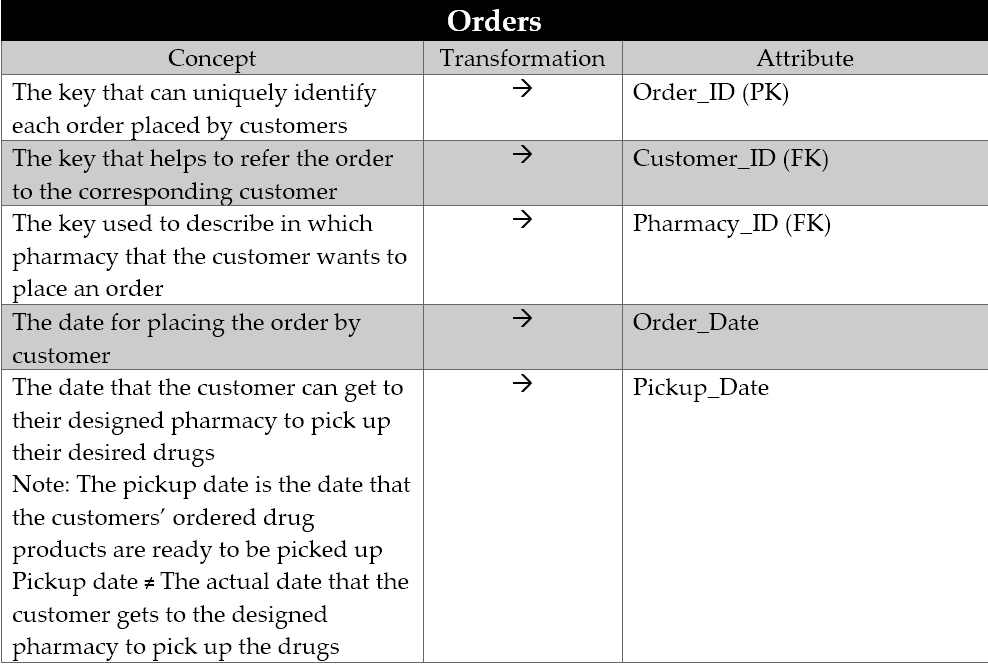 Orders
Concept Transformation Attribute
The key that can uniquely identify → Order_ID (PK)
each order placed by customers
The key that helps to refer the order → Customer_ID (FK)
to the corresponding customer
The key used to describe in which → Pharmacy_ID (FK)
pharmacy that the customer wants to
place an order
The date for placing the order by → Order_Date
customer
The date that the customer can get to → Pickup_Date
their designed pharmacy to pick up
their desired drugs
Note: The pickup date is the date that
the customers’ ordered drug
products are ready to be picked up
Pickup date ≠ The actual date that the
customer gets to the designed
pharmacy to pick up the drugs